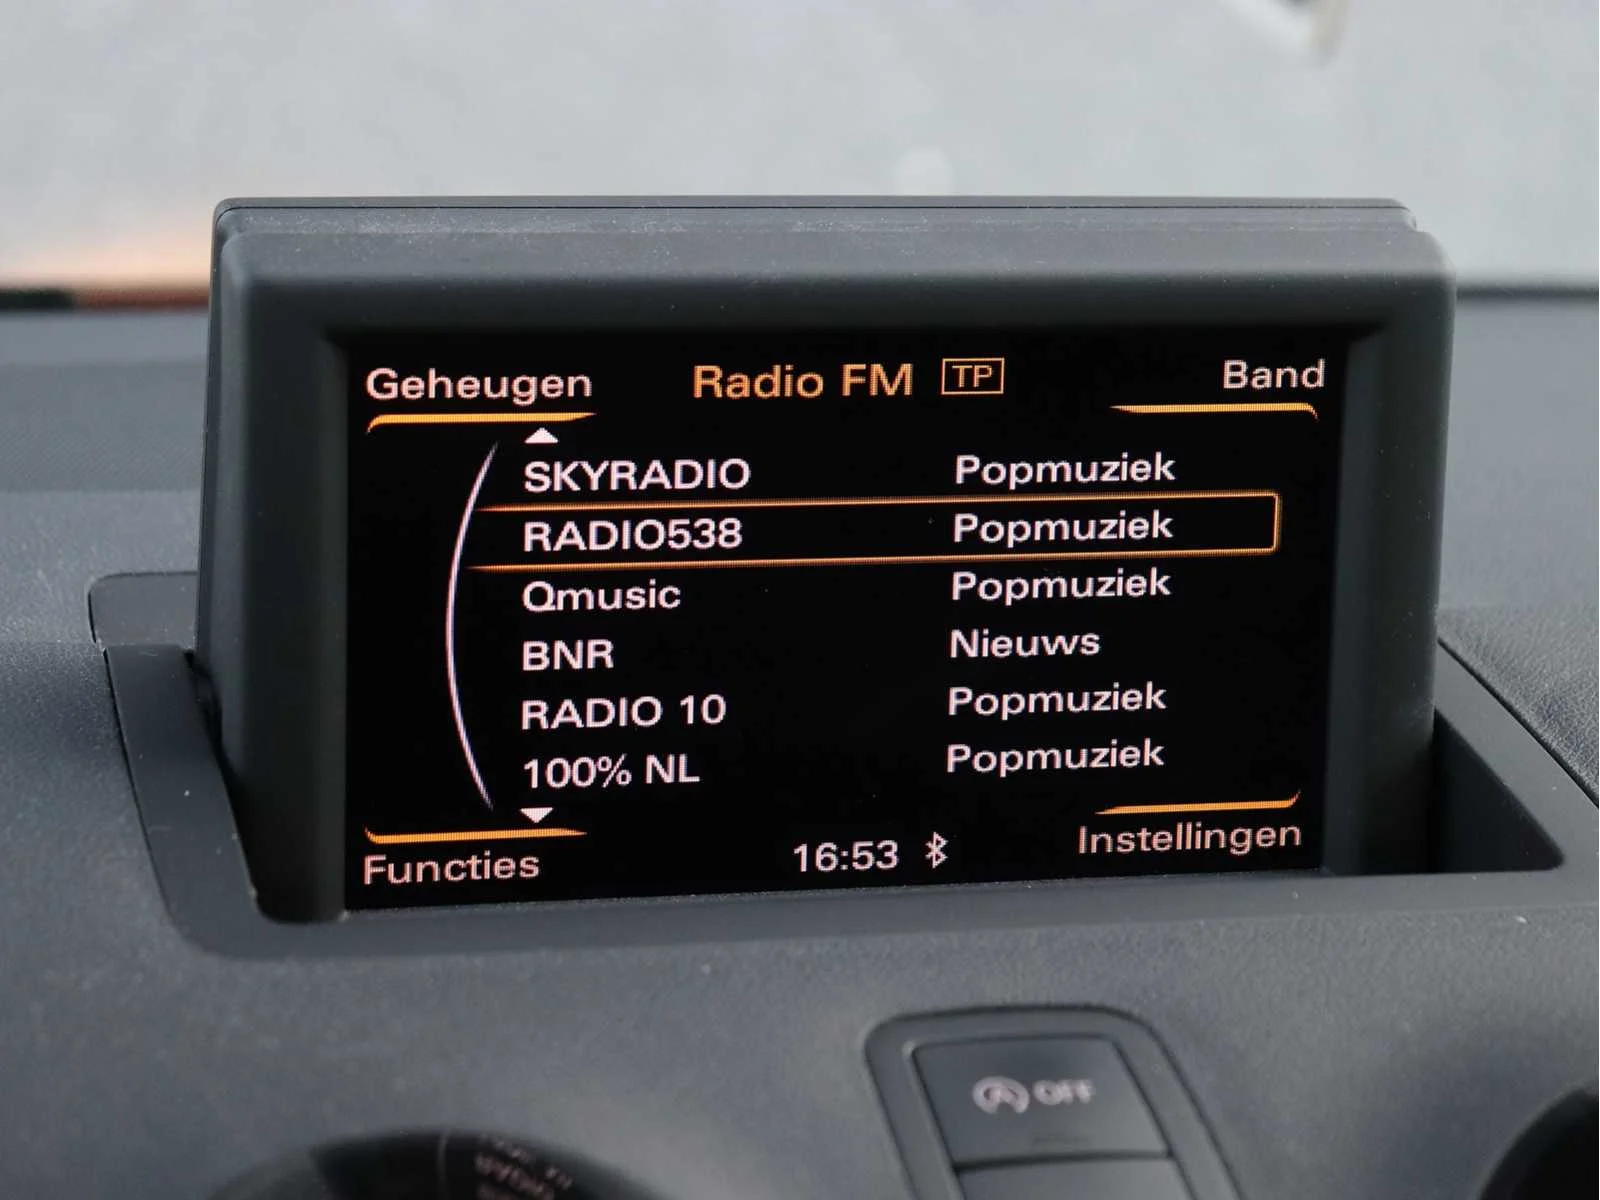 Geheugen Radio FM TP Band
SKYRADIO Popmuziek
RADIO538 Popmuziek
Qmusic Popmuziek
BNR Nieuws
RADIO 10 Popmuziek
100% NL Popmuziek
Functies 16:53 Instellingen
A OFF